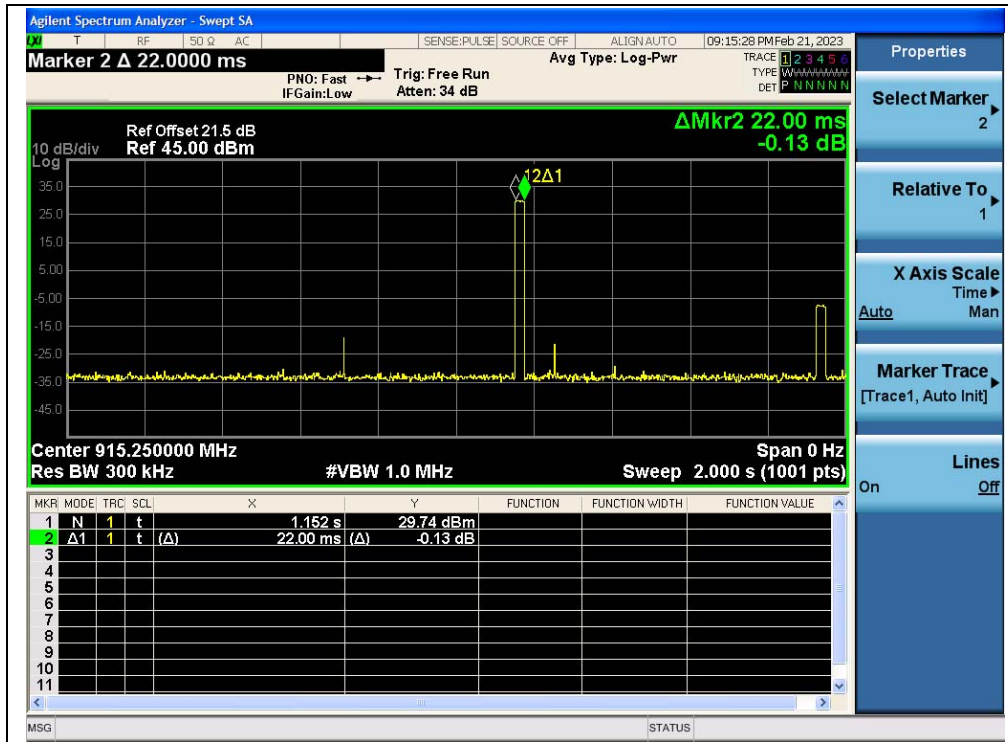 Agilent Spectrum Analyzer - Swept SA
LXI T RF 50 Ω AC SENSE:PULSE SOURCE OFF ALIGN AUTO 09:15:28 PM Feb 21, 2023
Marker 2 Δ 22.0000 ms
PNO: Fast
IFGain:Low
Trig: Free Run
Atten: 34 dB
Avg Type: Log-Pwr
TRACE 1 2 3 4 5 6
TYPE W
DET P N N N N N
ΔMkr2 22.00 ms
-0.13 dB
Ref Offset 21.5 dB
10 dB/div Ref 45.00 dBm
Log
35.0
25.0
15.0
5.00
-5.00
-15.0
-25.0
-35.0
-45.0
1 2Δ1
Center 915.250000 MHz Span 0 Hz
Res BW 300 kHz #VBW 1.0 MHz Sweep 2.000 s (1001 pts)
MKR MODE TRC SCL X Y FUNCTION FUNCTION WIDTH FUNCTION VALUE
1 N 1 t 1.152 s 29.74 dBm
2 Δ1 1 t (Δ) 22.00 ms (Δ) -0.13 dB
3
4
5
6
7
8
9
10
11
MSG STATUS
Properties
Select Marker
2
Relative To
1
X Axis Scale
Time
Auto Man
Marker Trace
[Trace1, Auto Init]
Lines
On Off